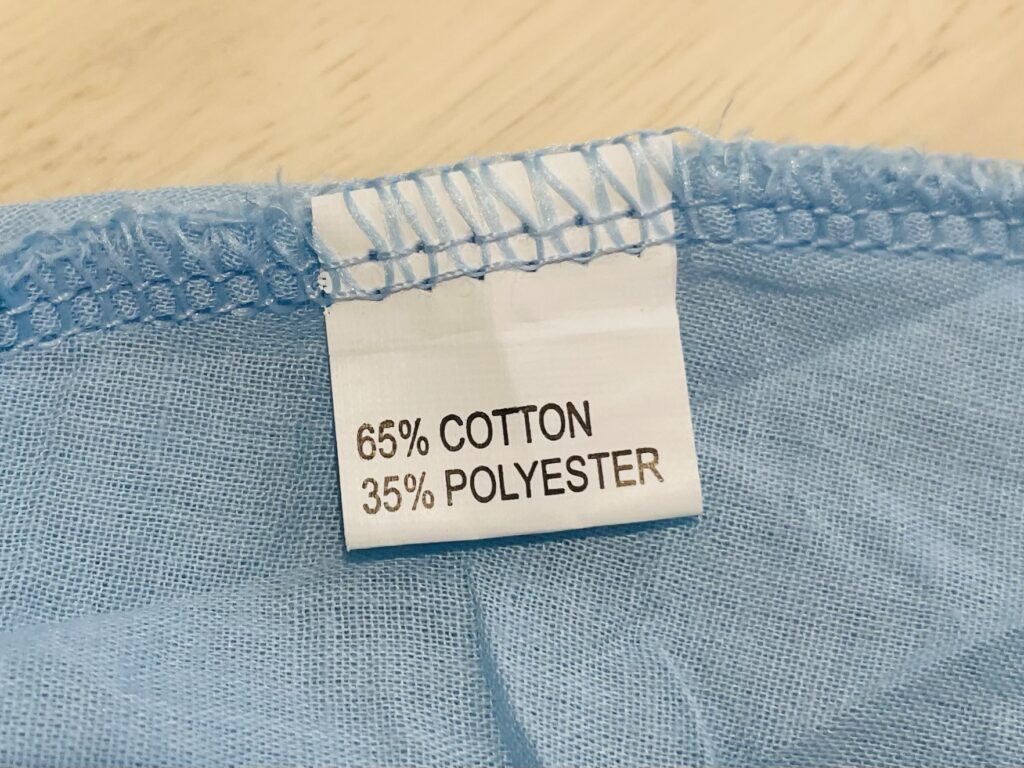 65% COTTON
35% POLYESTER